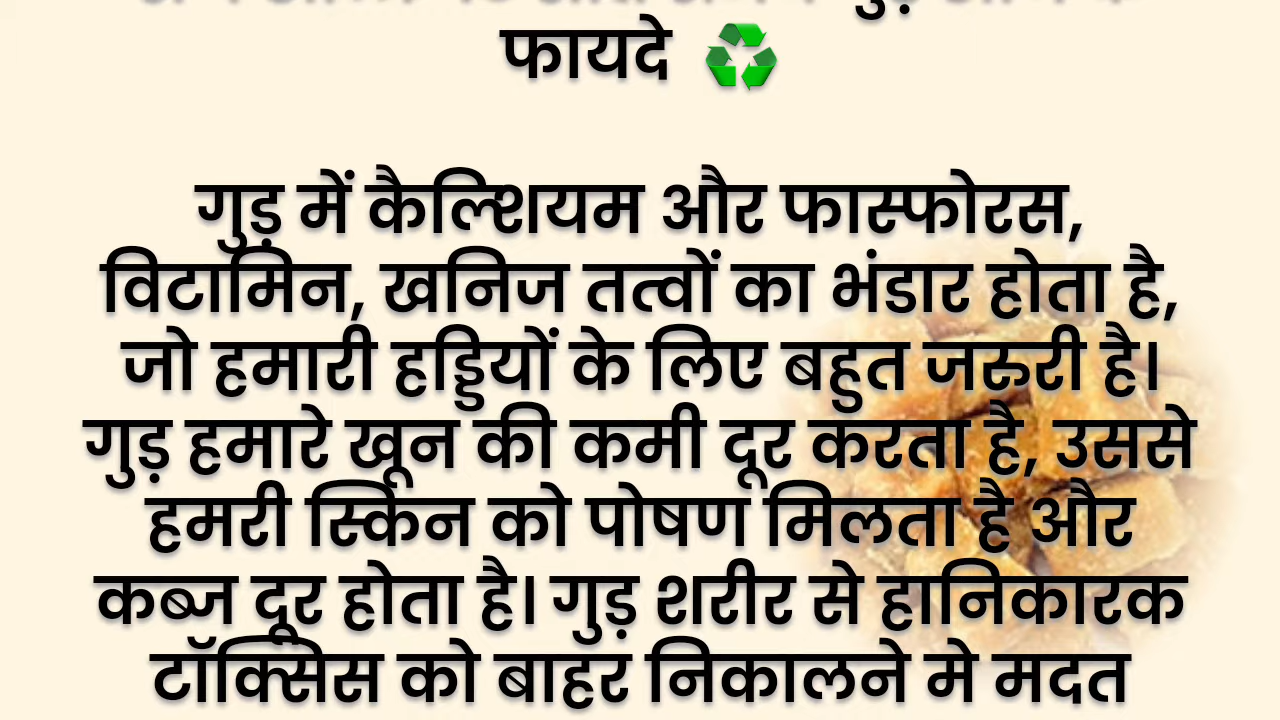 फायदे ♻️
गुड़ में कैल्शियम और फास्फोरस,
विटामिन, खनिज तत्वों का भंडार होता है,
जो हमारी हड्डियों के लिए बहुत जरुरी है।
गुड़ हमारे खून की कमी दूर करता है, उससे
हमरी स्किन को पोषण मिलता है और
कब्ज दूर होता है। गुड़ शरीर से हानिकारक
टॉक्सिस को बाहर निकालने मे मदत